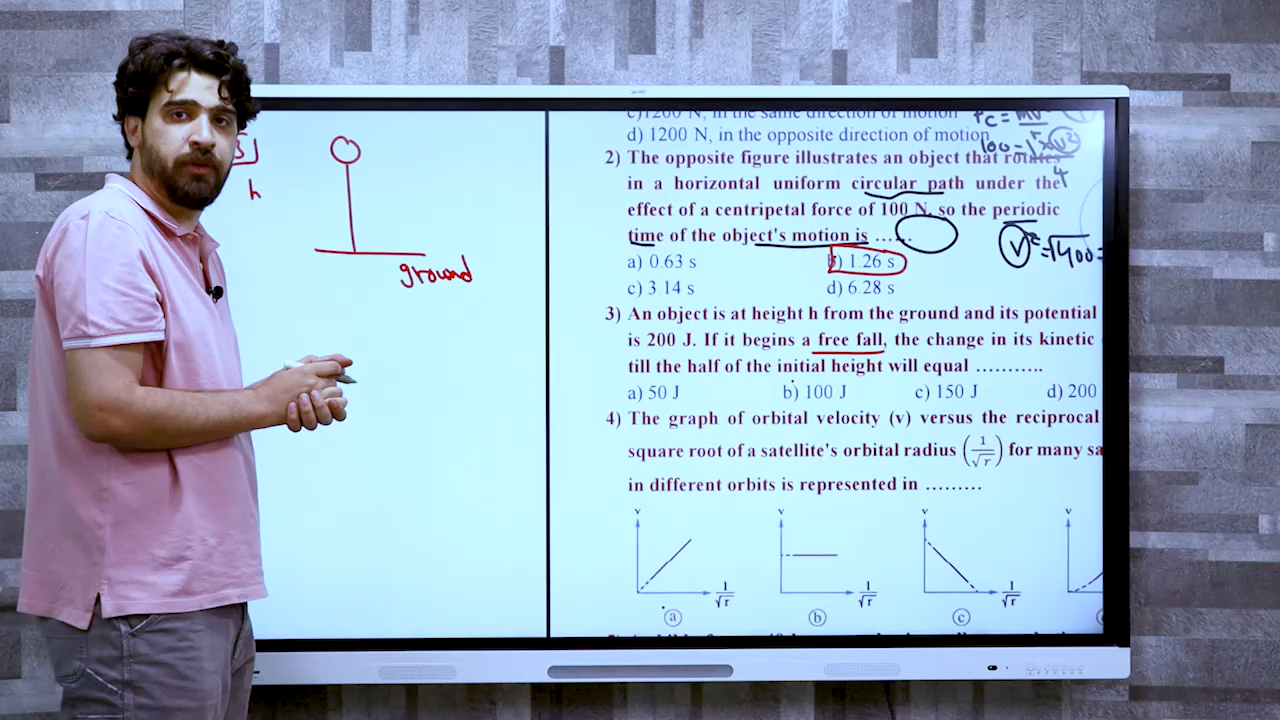 SMART
h
ground
c) 1200 N, in the same direction of motion
d) 1200 N, in the opposite direction of motion
2) The opposite figure illustrates an object that rotates
in a horizontal uniform circular path under the
effect of a centripetal force of 100 N, so the periodic
time of the object's motion is ......
a) 0.63 s b) 1.26 s
c) 3.14 s d) 6.28 s
V² = √400 =
3) An object is at height h from the ground and its potential
is 200 J. If it begins a free fall, the change in its kinetic
till the half of the initial height will equal ...........
a) 50 J b) 100 J c) 150 J d) 200
4) The graph of orbital velocity (v) versus the reciprocal
square root of a satellite's orbital radius (1/√r) for many sa
in different orbits is represented in .........
v v v v
1/√r 1/√r 1/√r
a b c